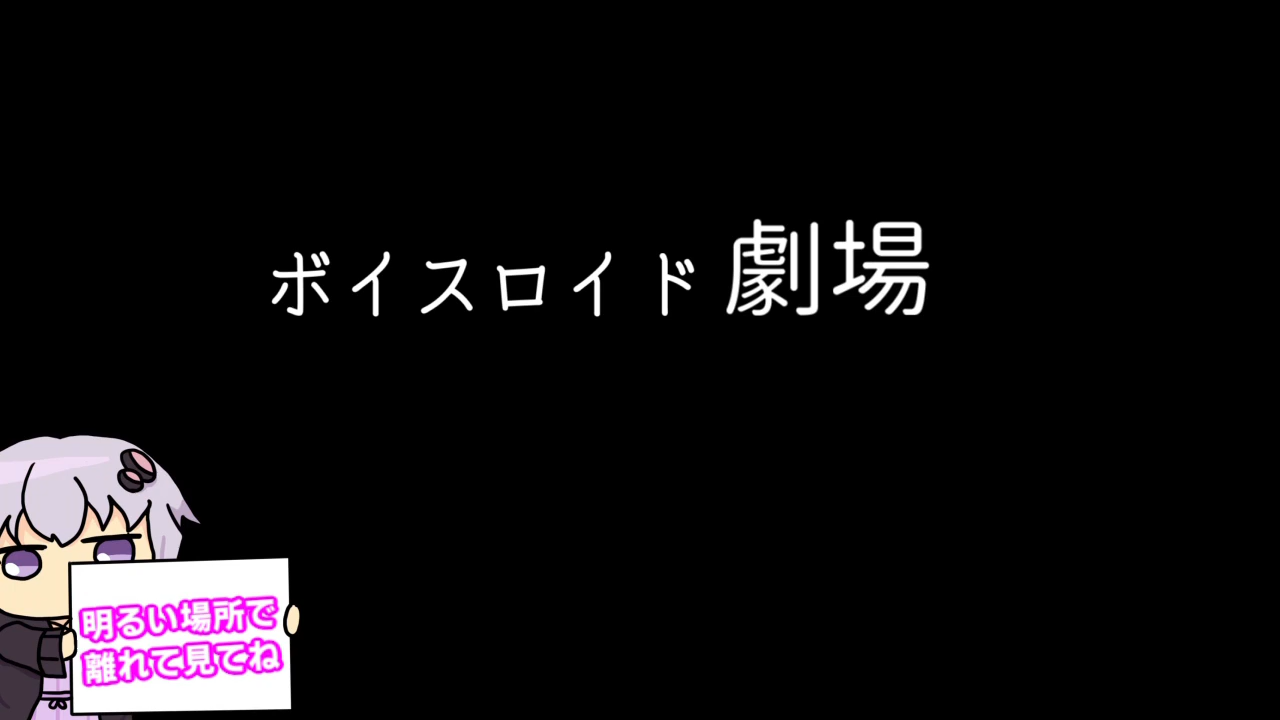 ボイスロイド劇場
明るい場所で
離れて見てね